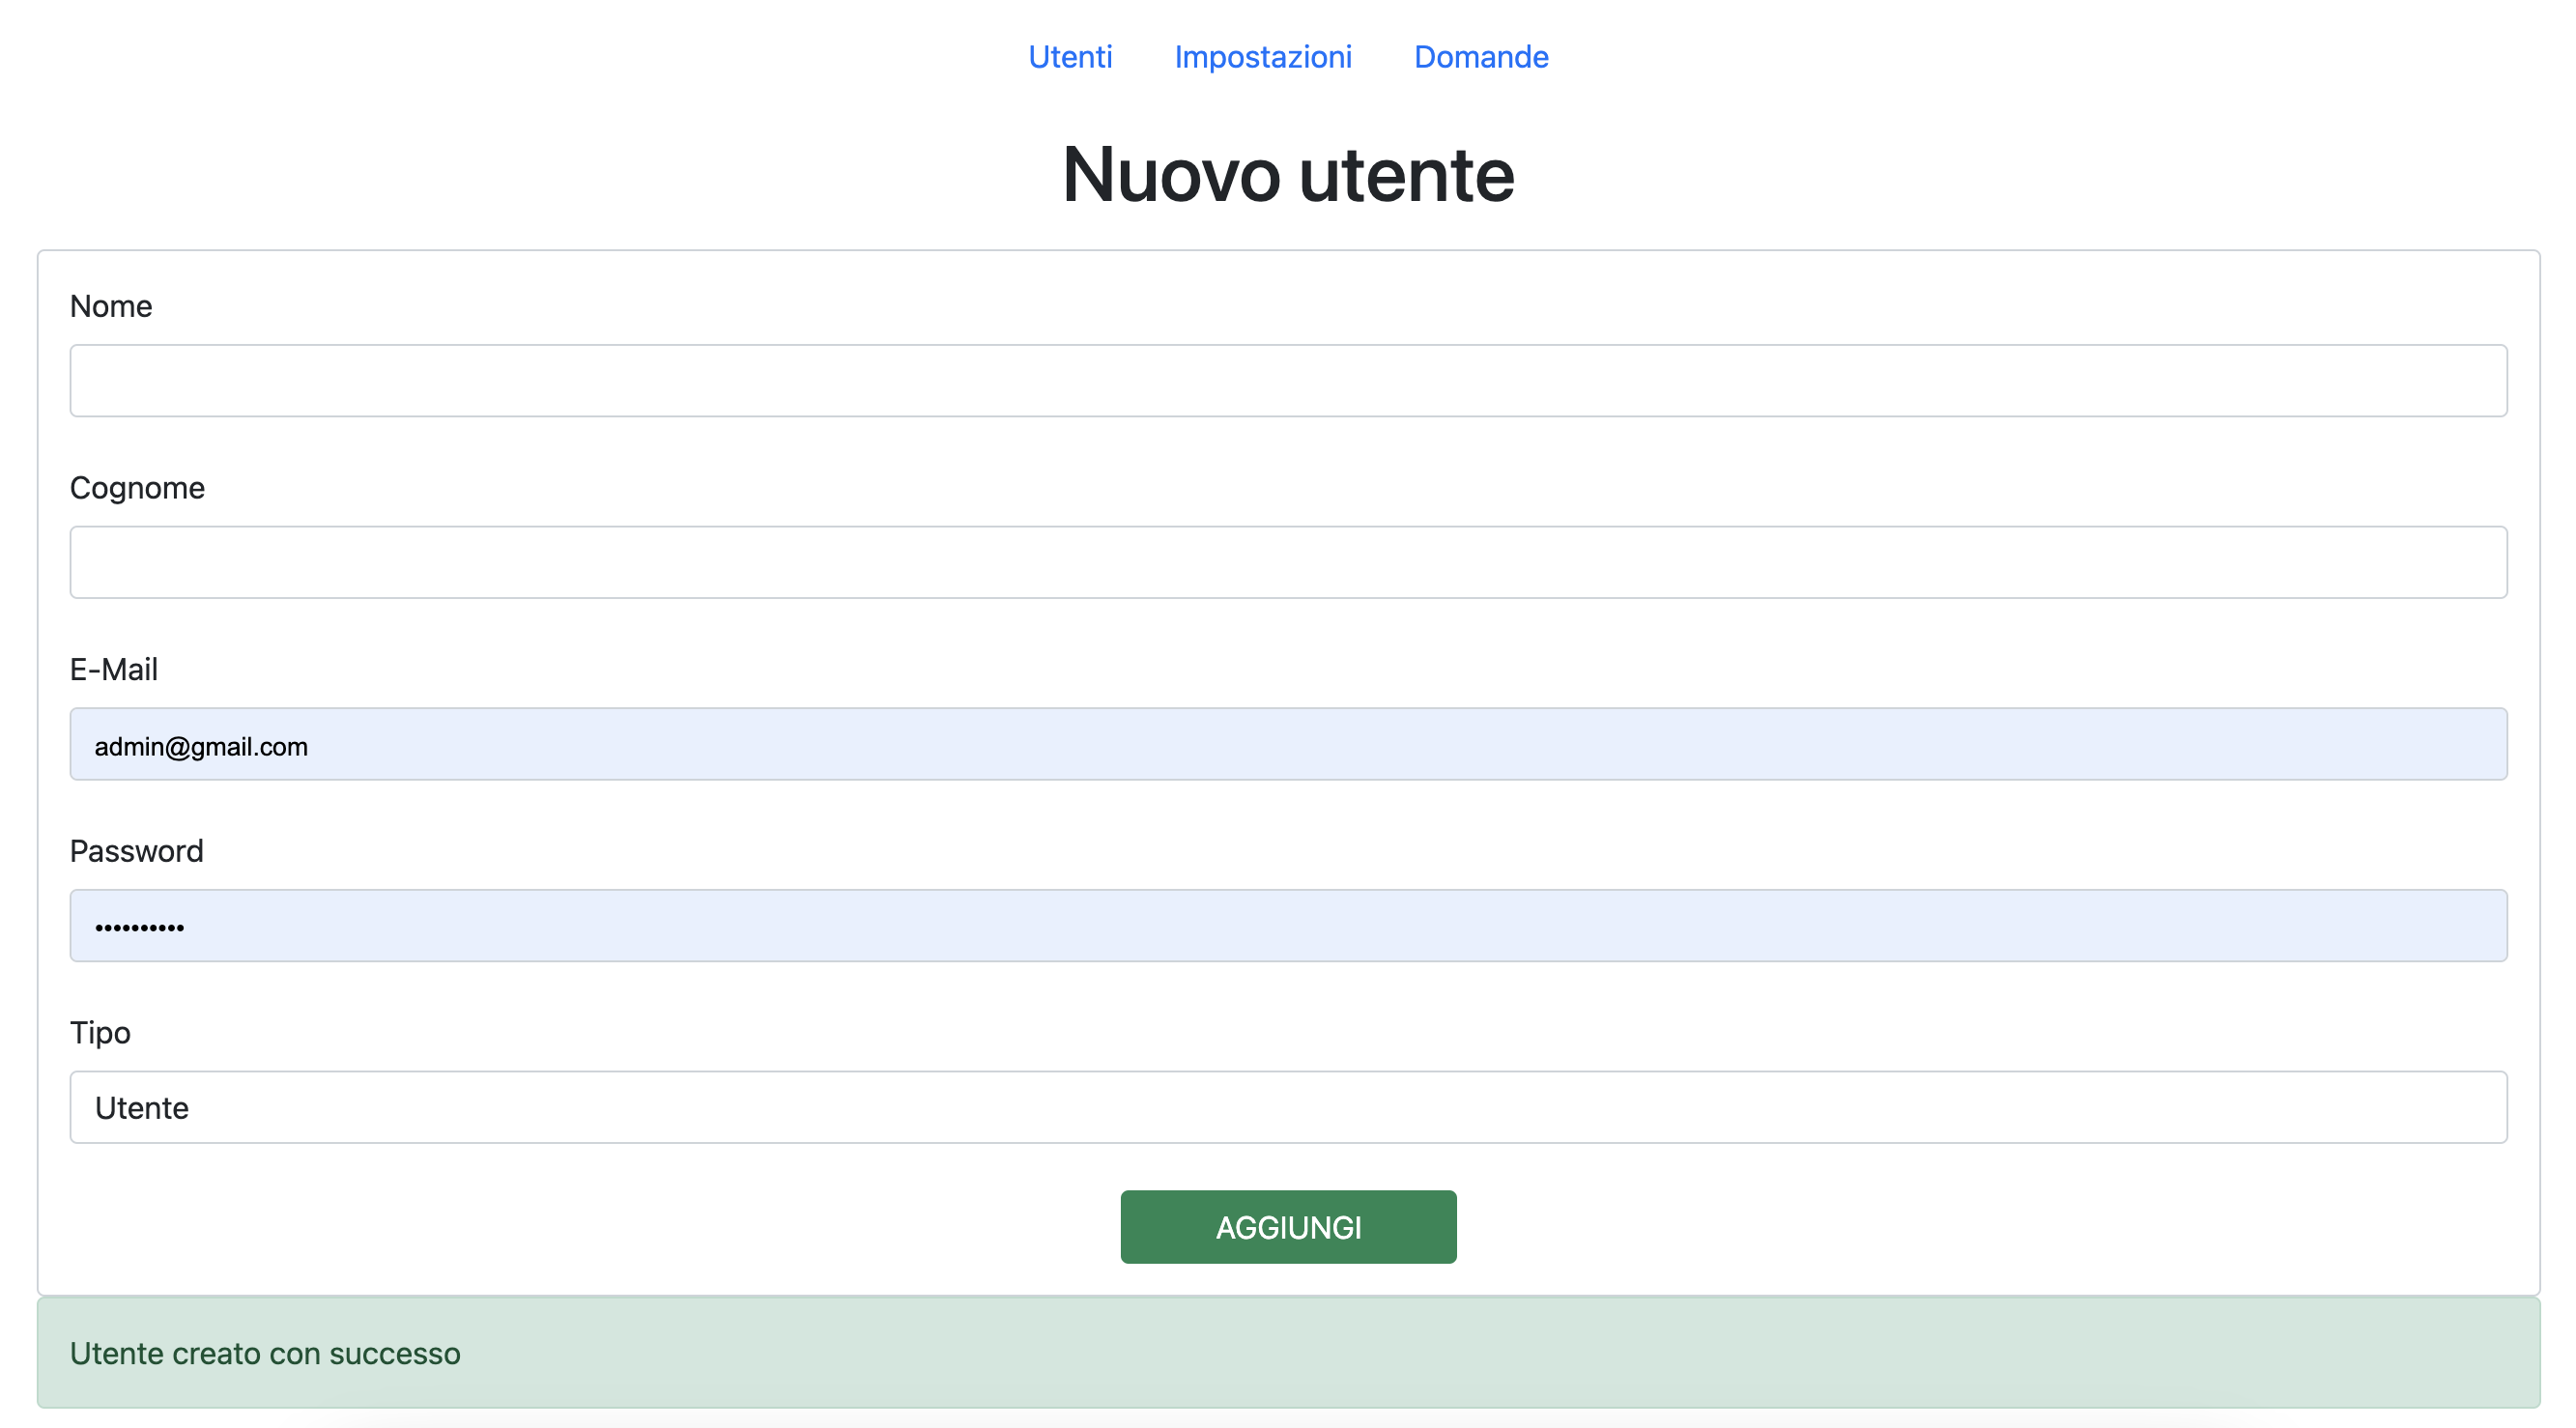 Utenti Impostazioni Domande
Nuovo utente
Nome
Cognome
E-Mail
admin@gmail.com
Password
••••••••••
Tipo
Utente
AGGIUNGI
Utente creato con successo